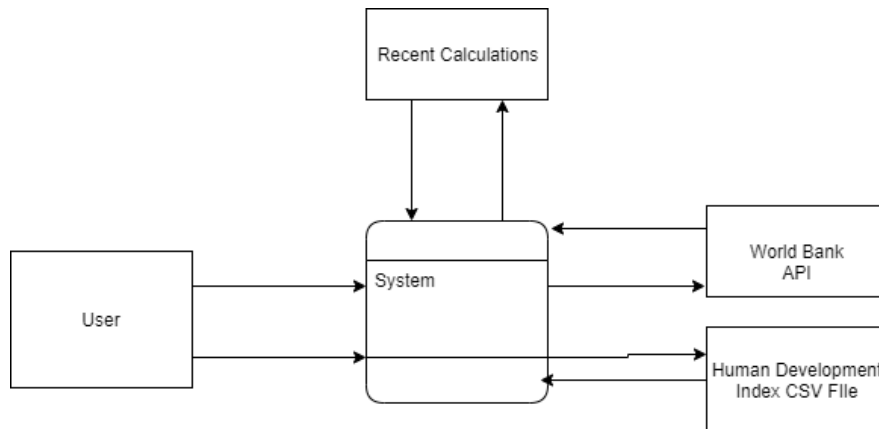 Recent Calculations
World Bank
API
System
User
Human Development
Index CSV FIle